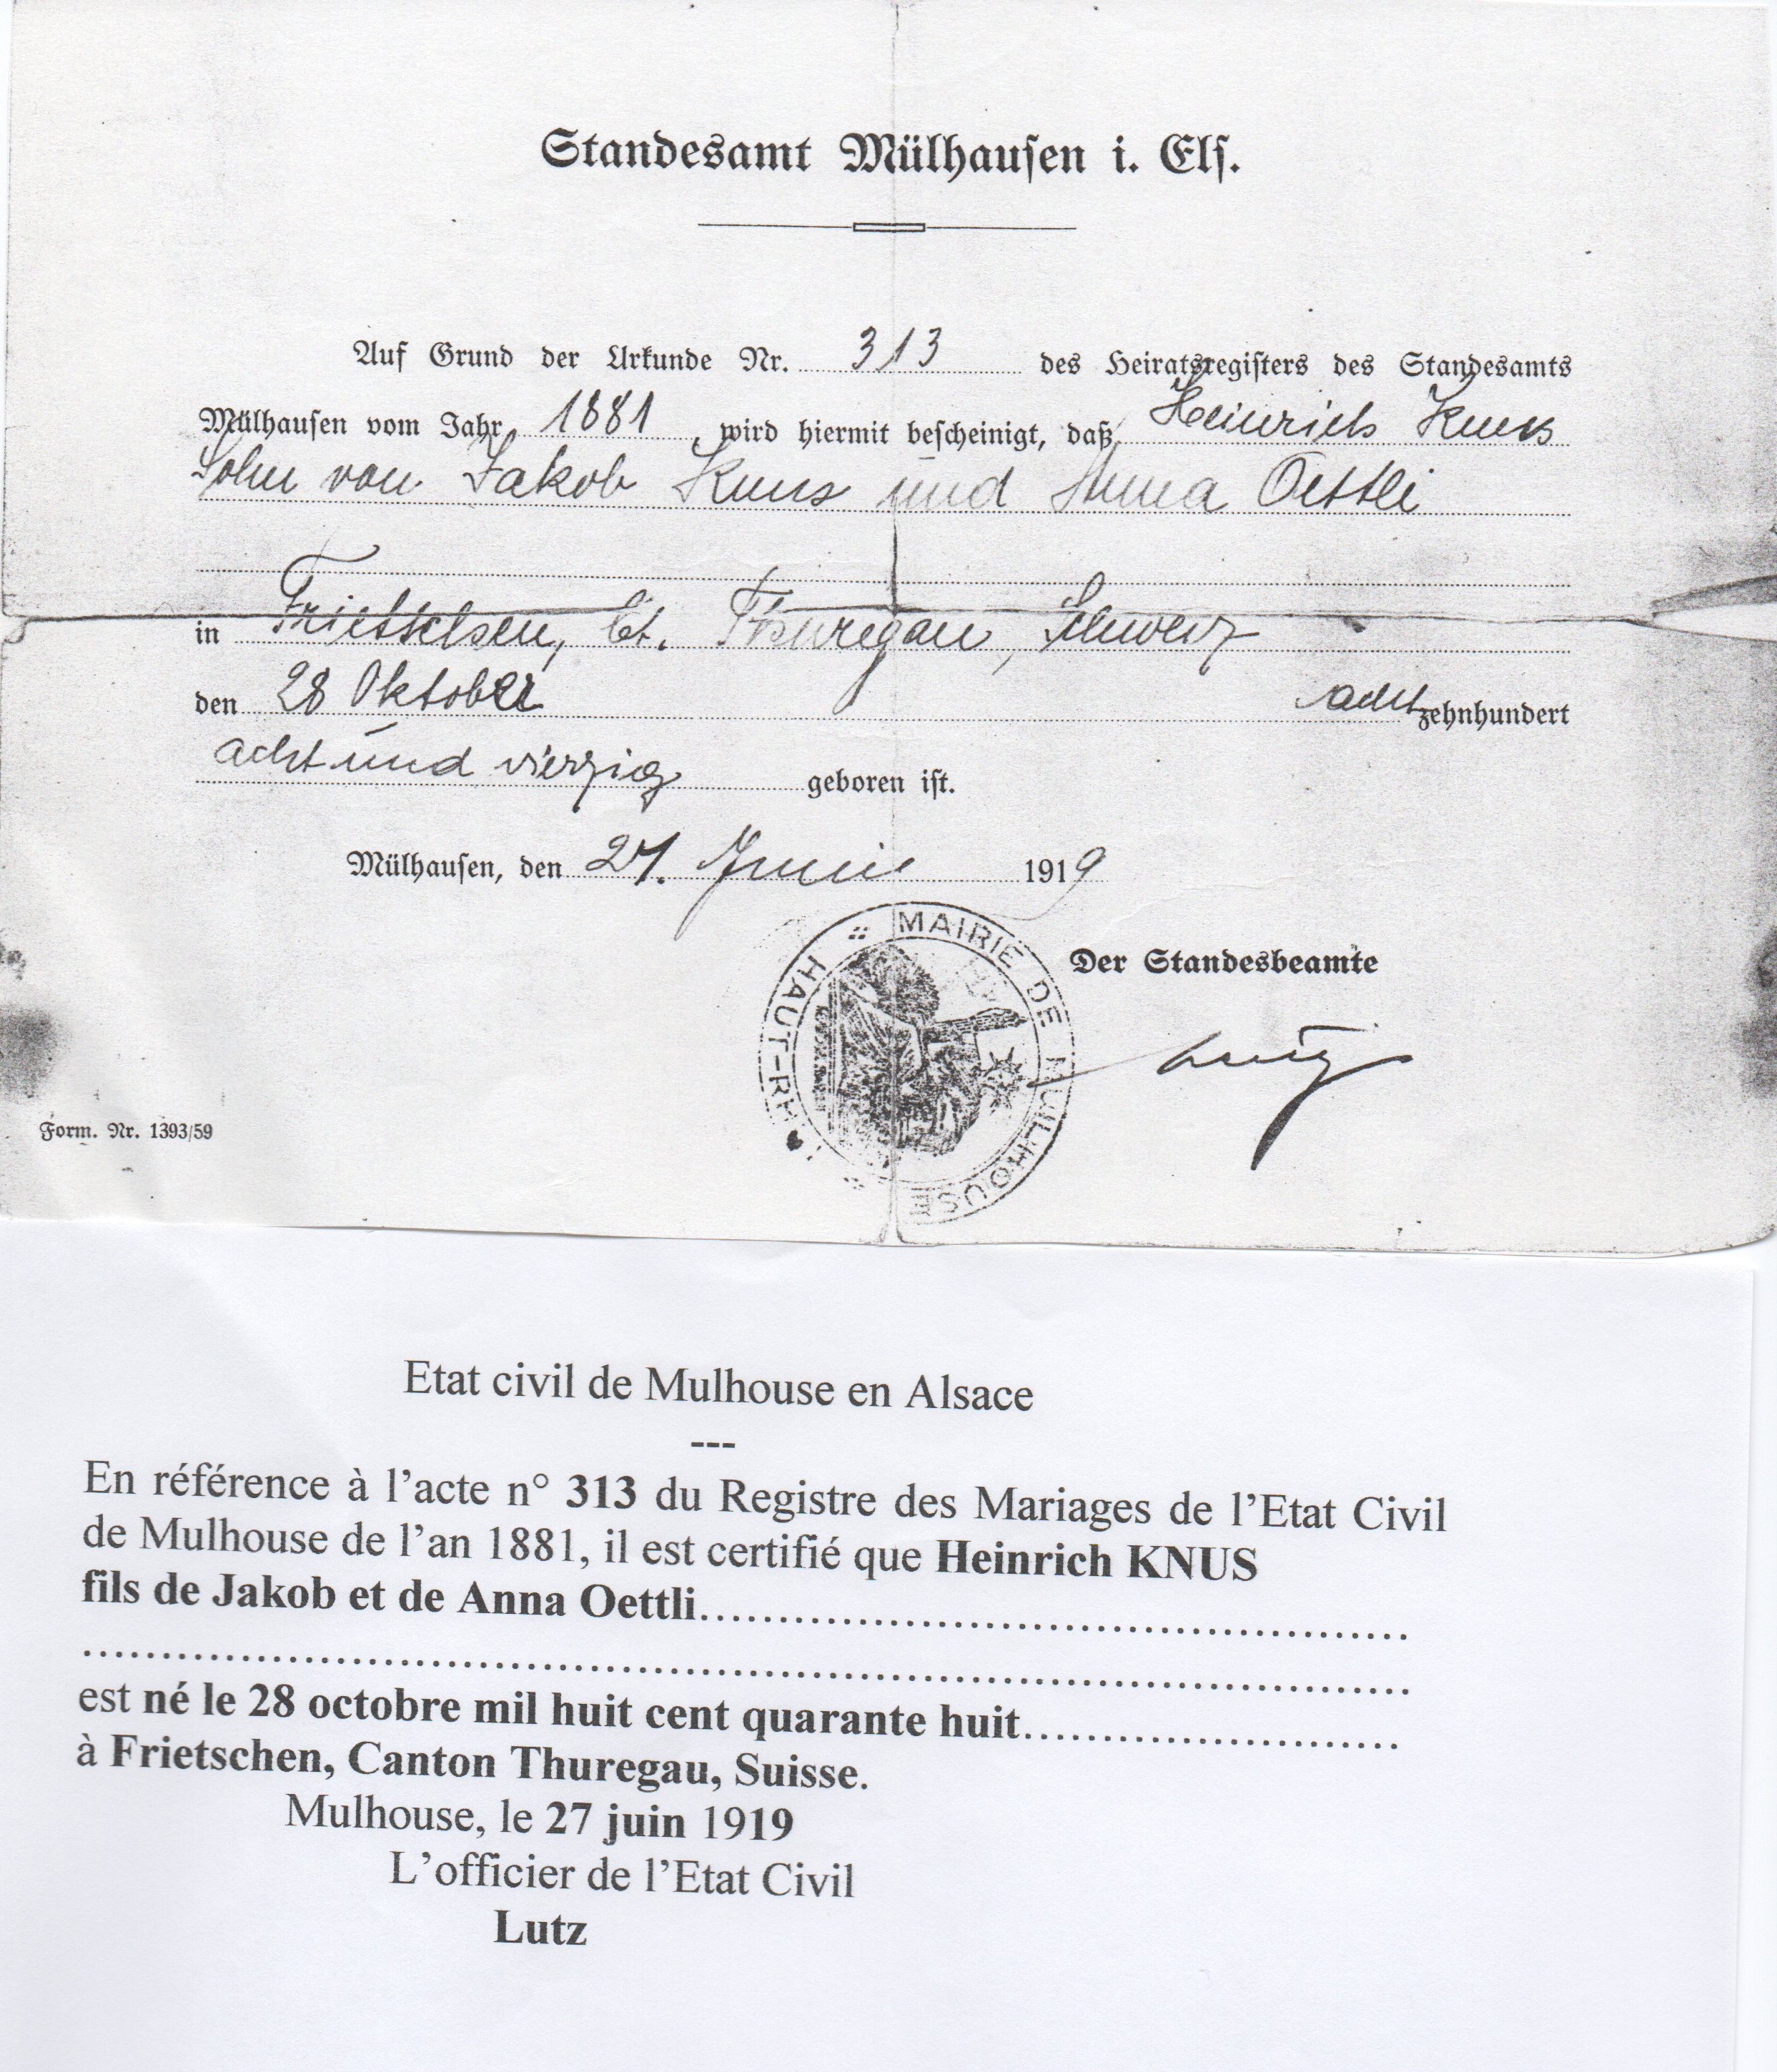 Standesamt Mülhausen i. Els.
Auf Grund der Urkunde Nr. 313 des Heiratsregisters des Standesamts
Mülhausen vom Jahr 1881, wird hiermit bescheinigt, daß Heinrich Knus
Sohn von Jakob Knus und Anna Oettli
in Frietschen, Ct. Thuregau, Schweiz
den 28 Oktober achtzehnhundert
acht und vierzig geboren ist.
Mülhausen, den 27. Juni 1919
MAIRIE DE MULHOUSE
HAUT-RHIN
Der Standesbeamte
Lutz
Form. Nr. 1393/59
Etat civil de Mulhouse en Alsace
---
En référence à l'acte n° 313 du Registre des Mariages de l'Etat Civil
de Mulhouse de l'an 1881, il est certifié que Heinrich KNUS
fils de Jakob et de Anna Oettli
est né le 28 octobre mil huit cent quarante huit
à Frietschen, Canton Thuregau, Suisse.
Mulhouse, le 27 juin 1919
L'officier de l'Etat Civil
Lutz